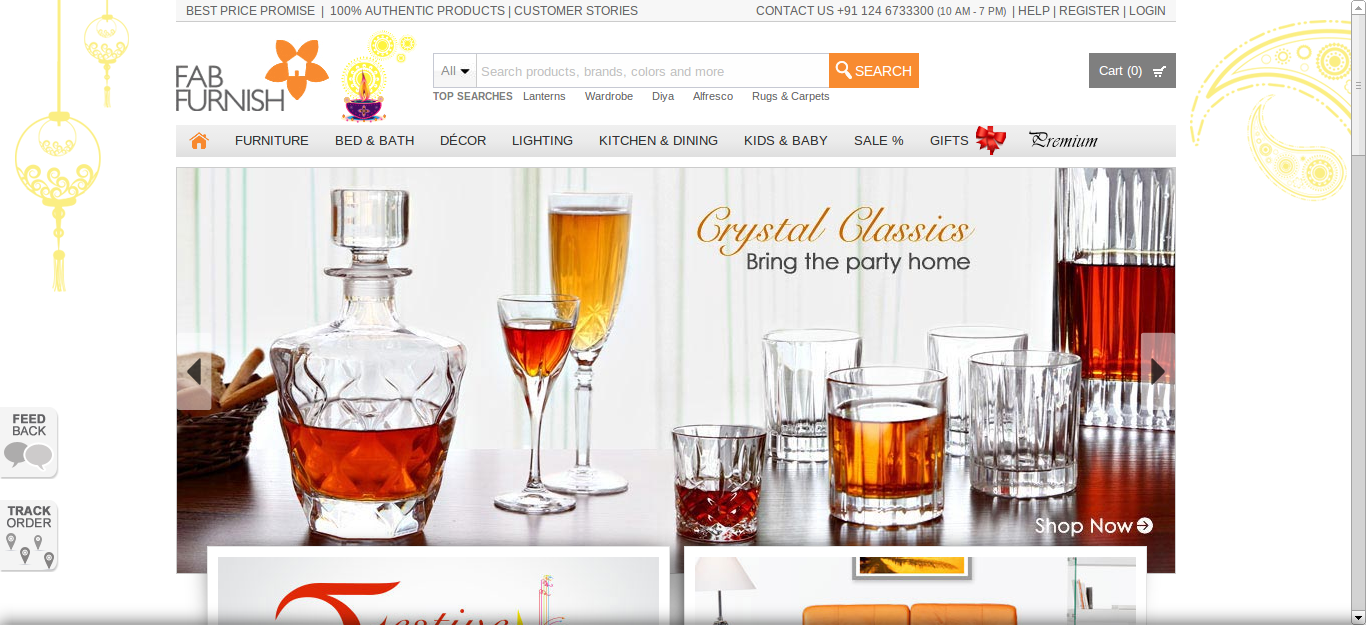 BEST PRICE PROMISE | 100% AUTHENTIC PRODUCTS | CUSTOMER STORIES
CONTACT US +91 124 6733300 (10 AM - 7 PM) | HELP | REGISTER | LOGIN
FAB
FURNISH
All
Search products, brands, colors and more
SEARCH
Cart (0)
TOP SEARCHES Lanterns Wardrobe Diya Alfresco Rugs & Carpets
FURNITURE BED & BATH DÉCOR LIGHTING KITCHEN & DINING KIDS & BABY SALE % GIFTS Premium
Crystal Classics
Bring the party home
FEED
BACK
TRACK
ORDER
Shop Now
Festive